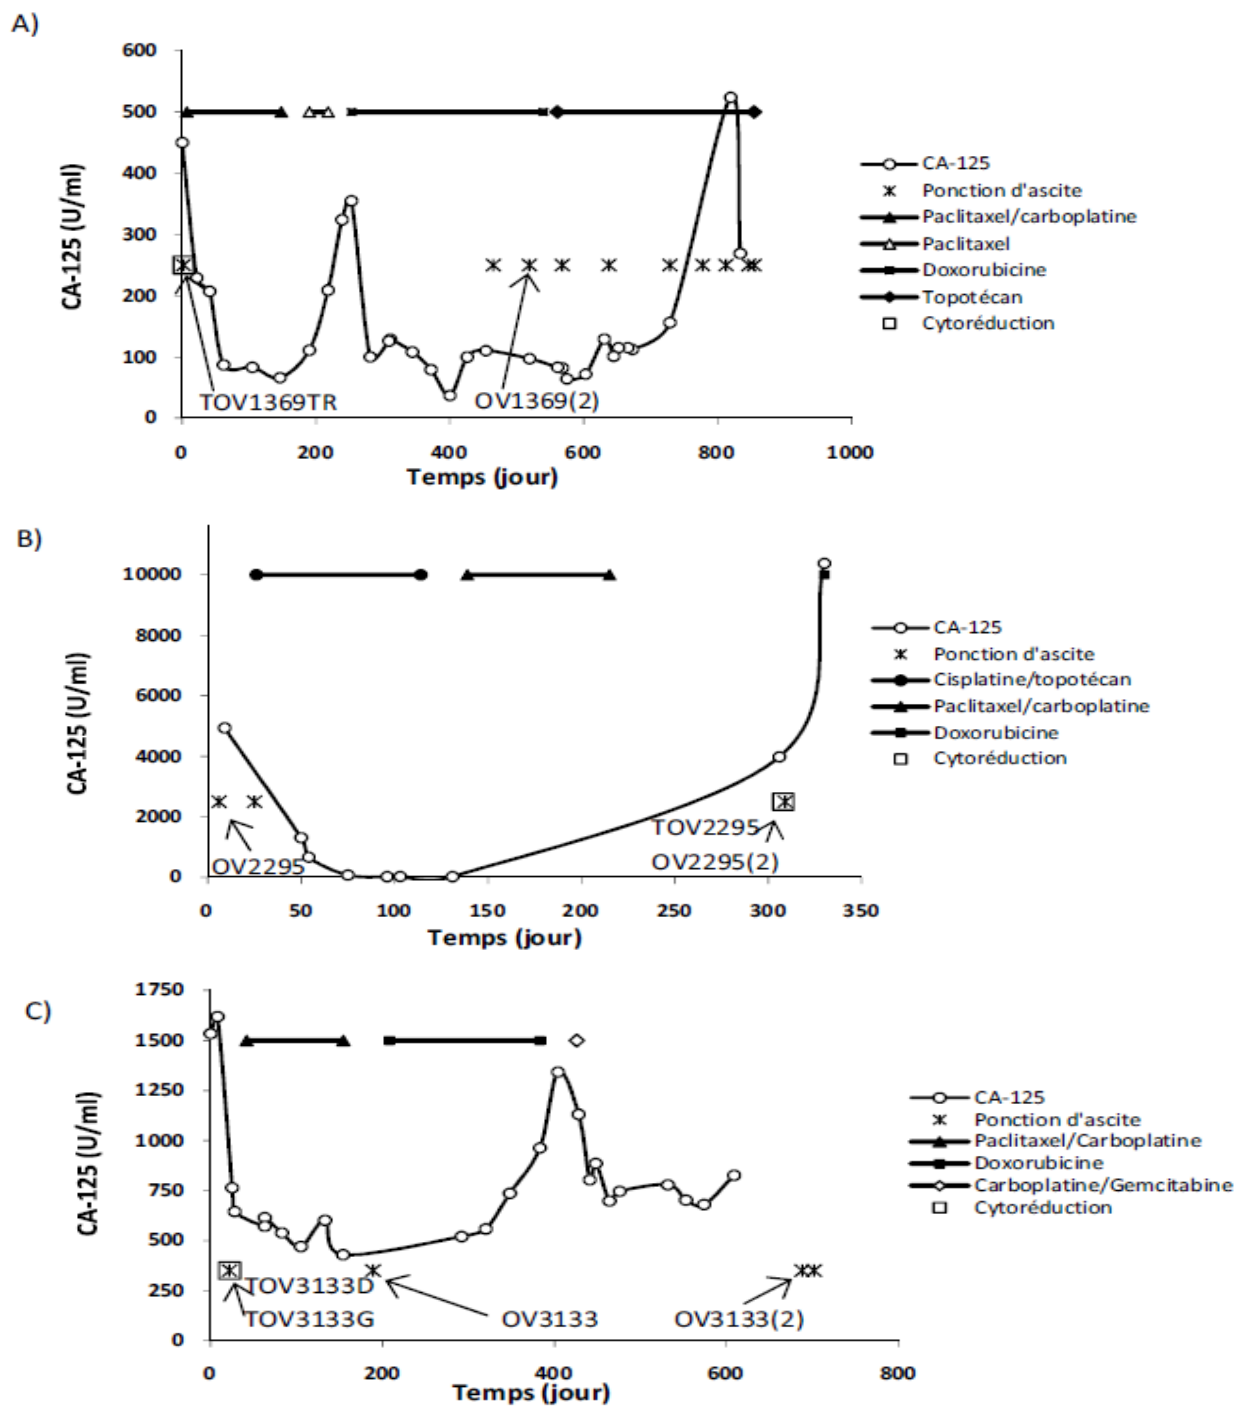 A)
600
500
400
300
200
100
0
CA-125 (U/ml)
TOV1369TR
OV1369(2)
0 200 400 600 800 1000
Temps (jour)
CA-125
Ponction d'ascite
Paclitaxel/carboplatine
Paclitaxel
Doxorubicine
Topotécan
Cytoréduction
B)
10000
8000
6000
4000
2000
0
CA-125 (U/ml)
OV2295
TOV2295
OV2295(2)
0 50 100 150 200 250 300 350
Temps (jour)
CA-125
Ponction d'ascite
Cisplatine/topotécan
Paclitaxel/carboplatine
Doxorubicine
Cytoréduction
C)
1750
1500
1250
1000
750
500
250
0
CA-125 (U/ml)
TOV3133D
TOV3133G
OV3133
OV3133(2)
0 200 400 600 800
Temps (jour)
CA-125
Ponction d'ascite
Paclitaxel/Carboplatine
Doxorubicine
Carboplatine/Gemcitabine
Cytoréduction